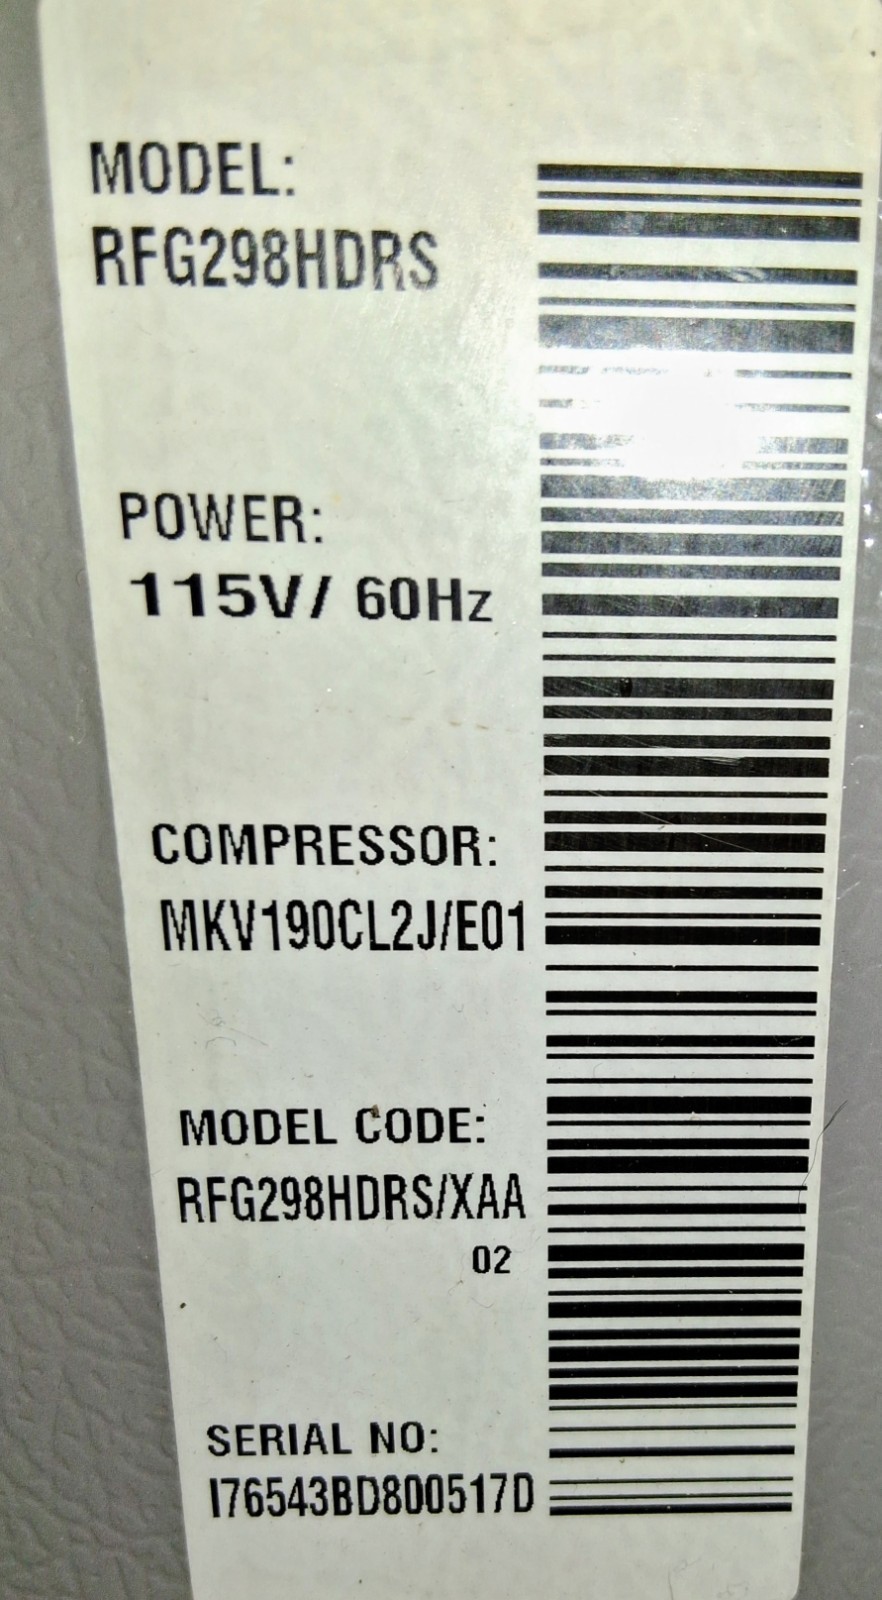 MODEL:
RFG298HDRS
POWER:
115V/ 60Hz
COMPRESSOR:
MKV190CL2J/E01
MODEL CODE:
RFG298HDRS/XAA
02
SERIAL NO:
I76543BD800517D